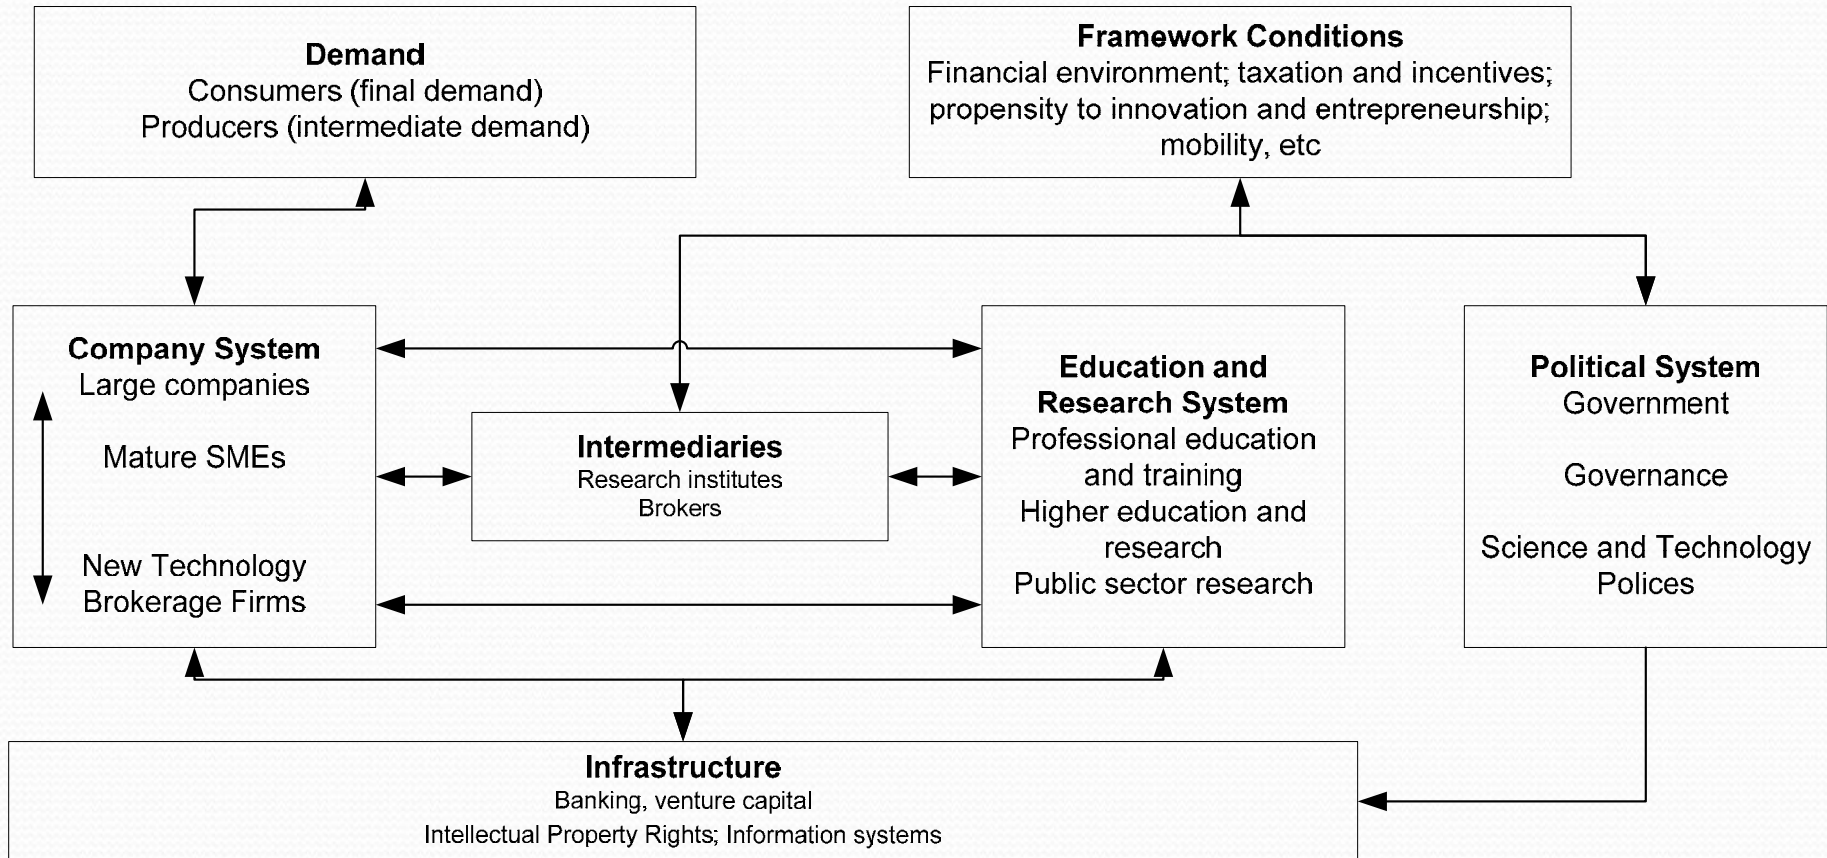 Demand
Consumers (final demand)
Producers (intermediate demand)
Framework Conditions
Financial environment; taxation and incentives;
propensity to innovation and entrepreneurship;
mobility, etc
Company System
Large companies
Mature SMEs
New Technology
Brokerage Firms
Intermediaries
Research institutes
Brokers
Education and
Research System
Professional education
and training
Higher education and
research
Public sector research
Political System
Government
Governance
Science and Technology
Polices
Infrastructure
Banking, venture capital
Intellectual Property Rights; Information systems